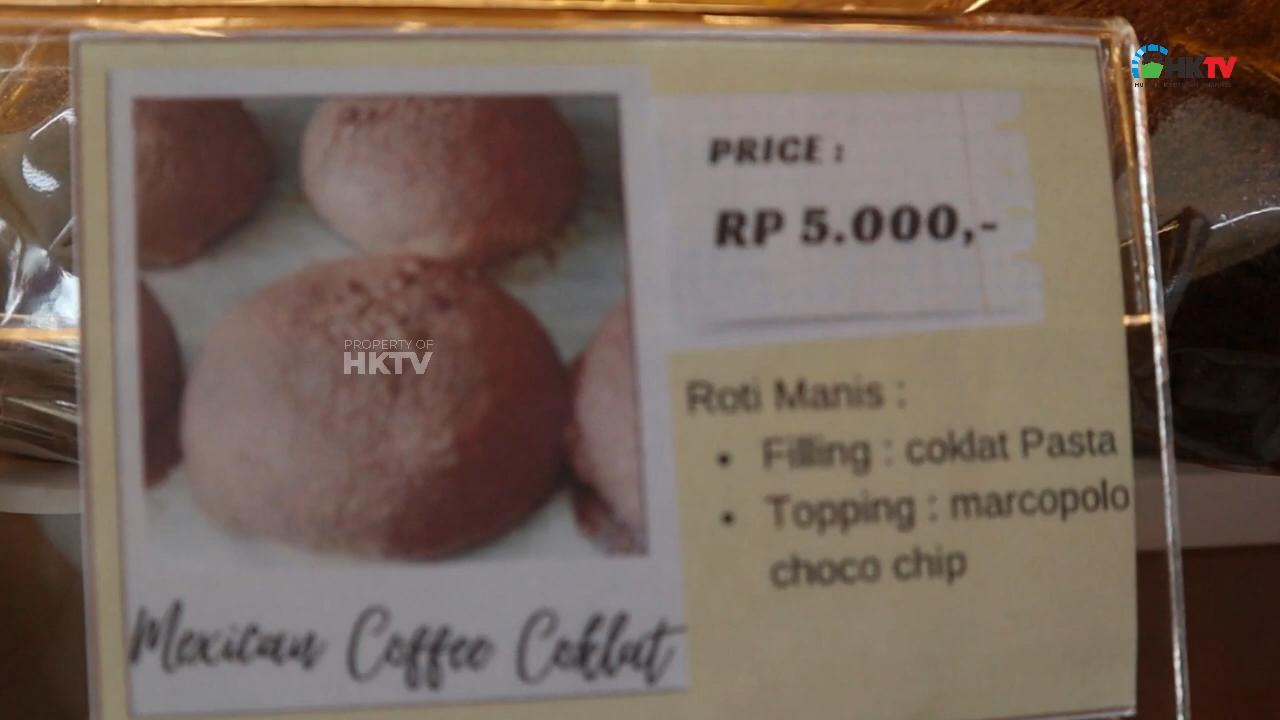 HKTV
PRICE :
RP 5.000,-
PROPERTY OF
HKTV
Roti Manis :
• Filling : coklat Pasta
• Topping : marcopolo
choco chip
Mexican Coffee Coklat